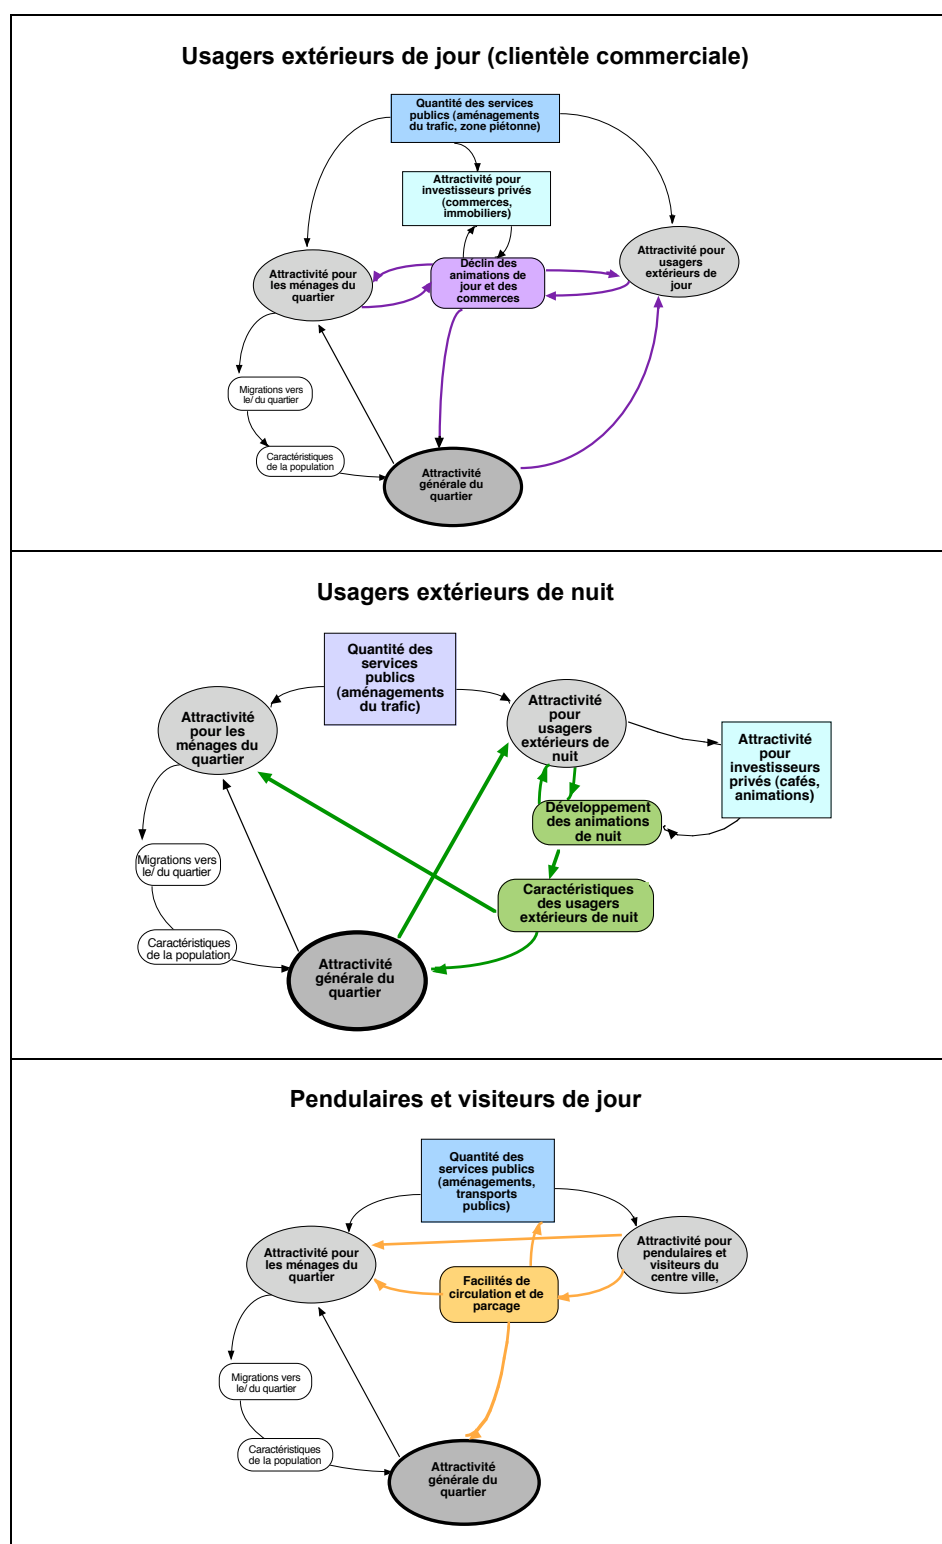 Usagers extérieurs de jour (clientèle commerciale)
Quantité des services
publics (aménagements
du trafic, zone piétonne)
Attractivité pour
investisseurs privés
(commerces,
immobiliers)
Attractivité pour
les ménages du
quartier
Déclin des
animations de
jour et des
commerces
Attractivité pour
usagers
extérieurs de
jour
Migrations vers
le/ du quartier
Caractéristiques
de la population
Attractivité
générale du
quartier
Usagers extérieurs de nuit
Quantité des
services
publics
(aménagements
du trafic)
Attractivité
pour les
ménages du
quartier
Attractivité
pour
usagers
extérieurs de
nuit
Attractivité
pour
investisseurs
privés (cafés,
animations)
Développement
des animations
de nuit
Migrations vers
le/ du quartier
Caractéristiques
des usagers
extérieurs de nuit
Caractéristiques
de la population
Attractivité
générale du
quartier
Pendulaires et visiteurs de jour
Quantité des
services publics
(aménagements,
transports
publics)
Attractivité pour
les ménages du
quartier
Attractivité pour
pendulaires et
visiteurs du
centre ville,
Facilités de
circulation et de
parcage
Migrations vers
le/ du quartier
Caractéristiques
de la population
Attractivité
générale du
quartier